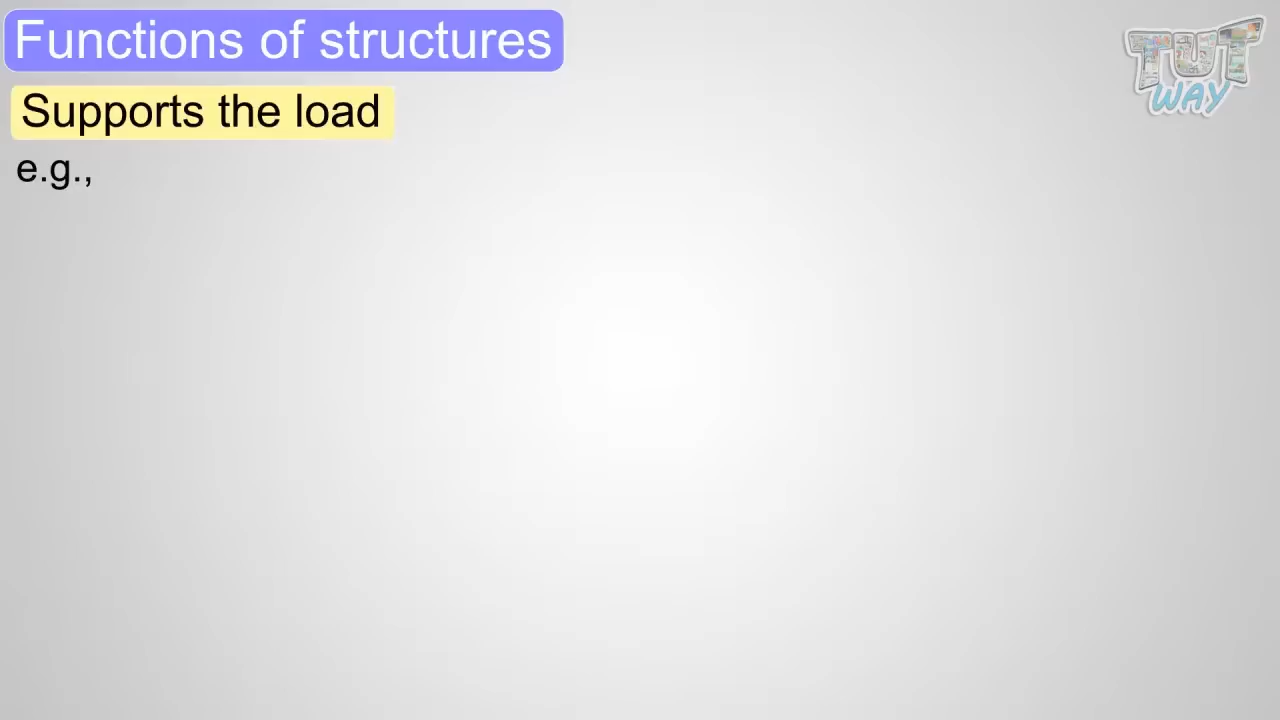 Functions of structures
Supports the load
e.g.,
TUT
WAY